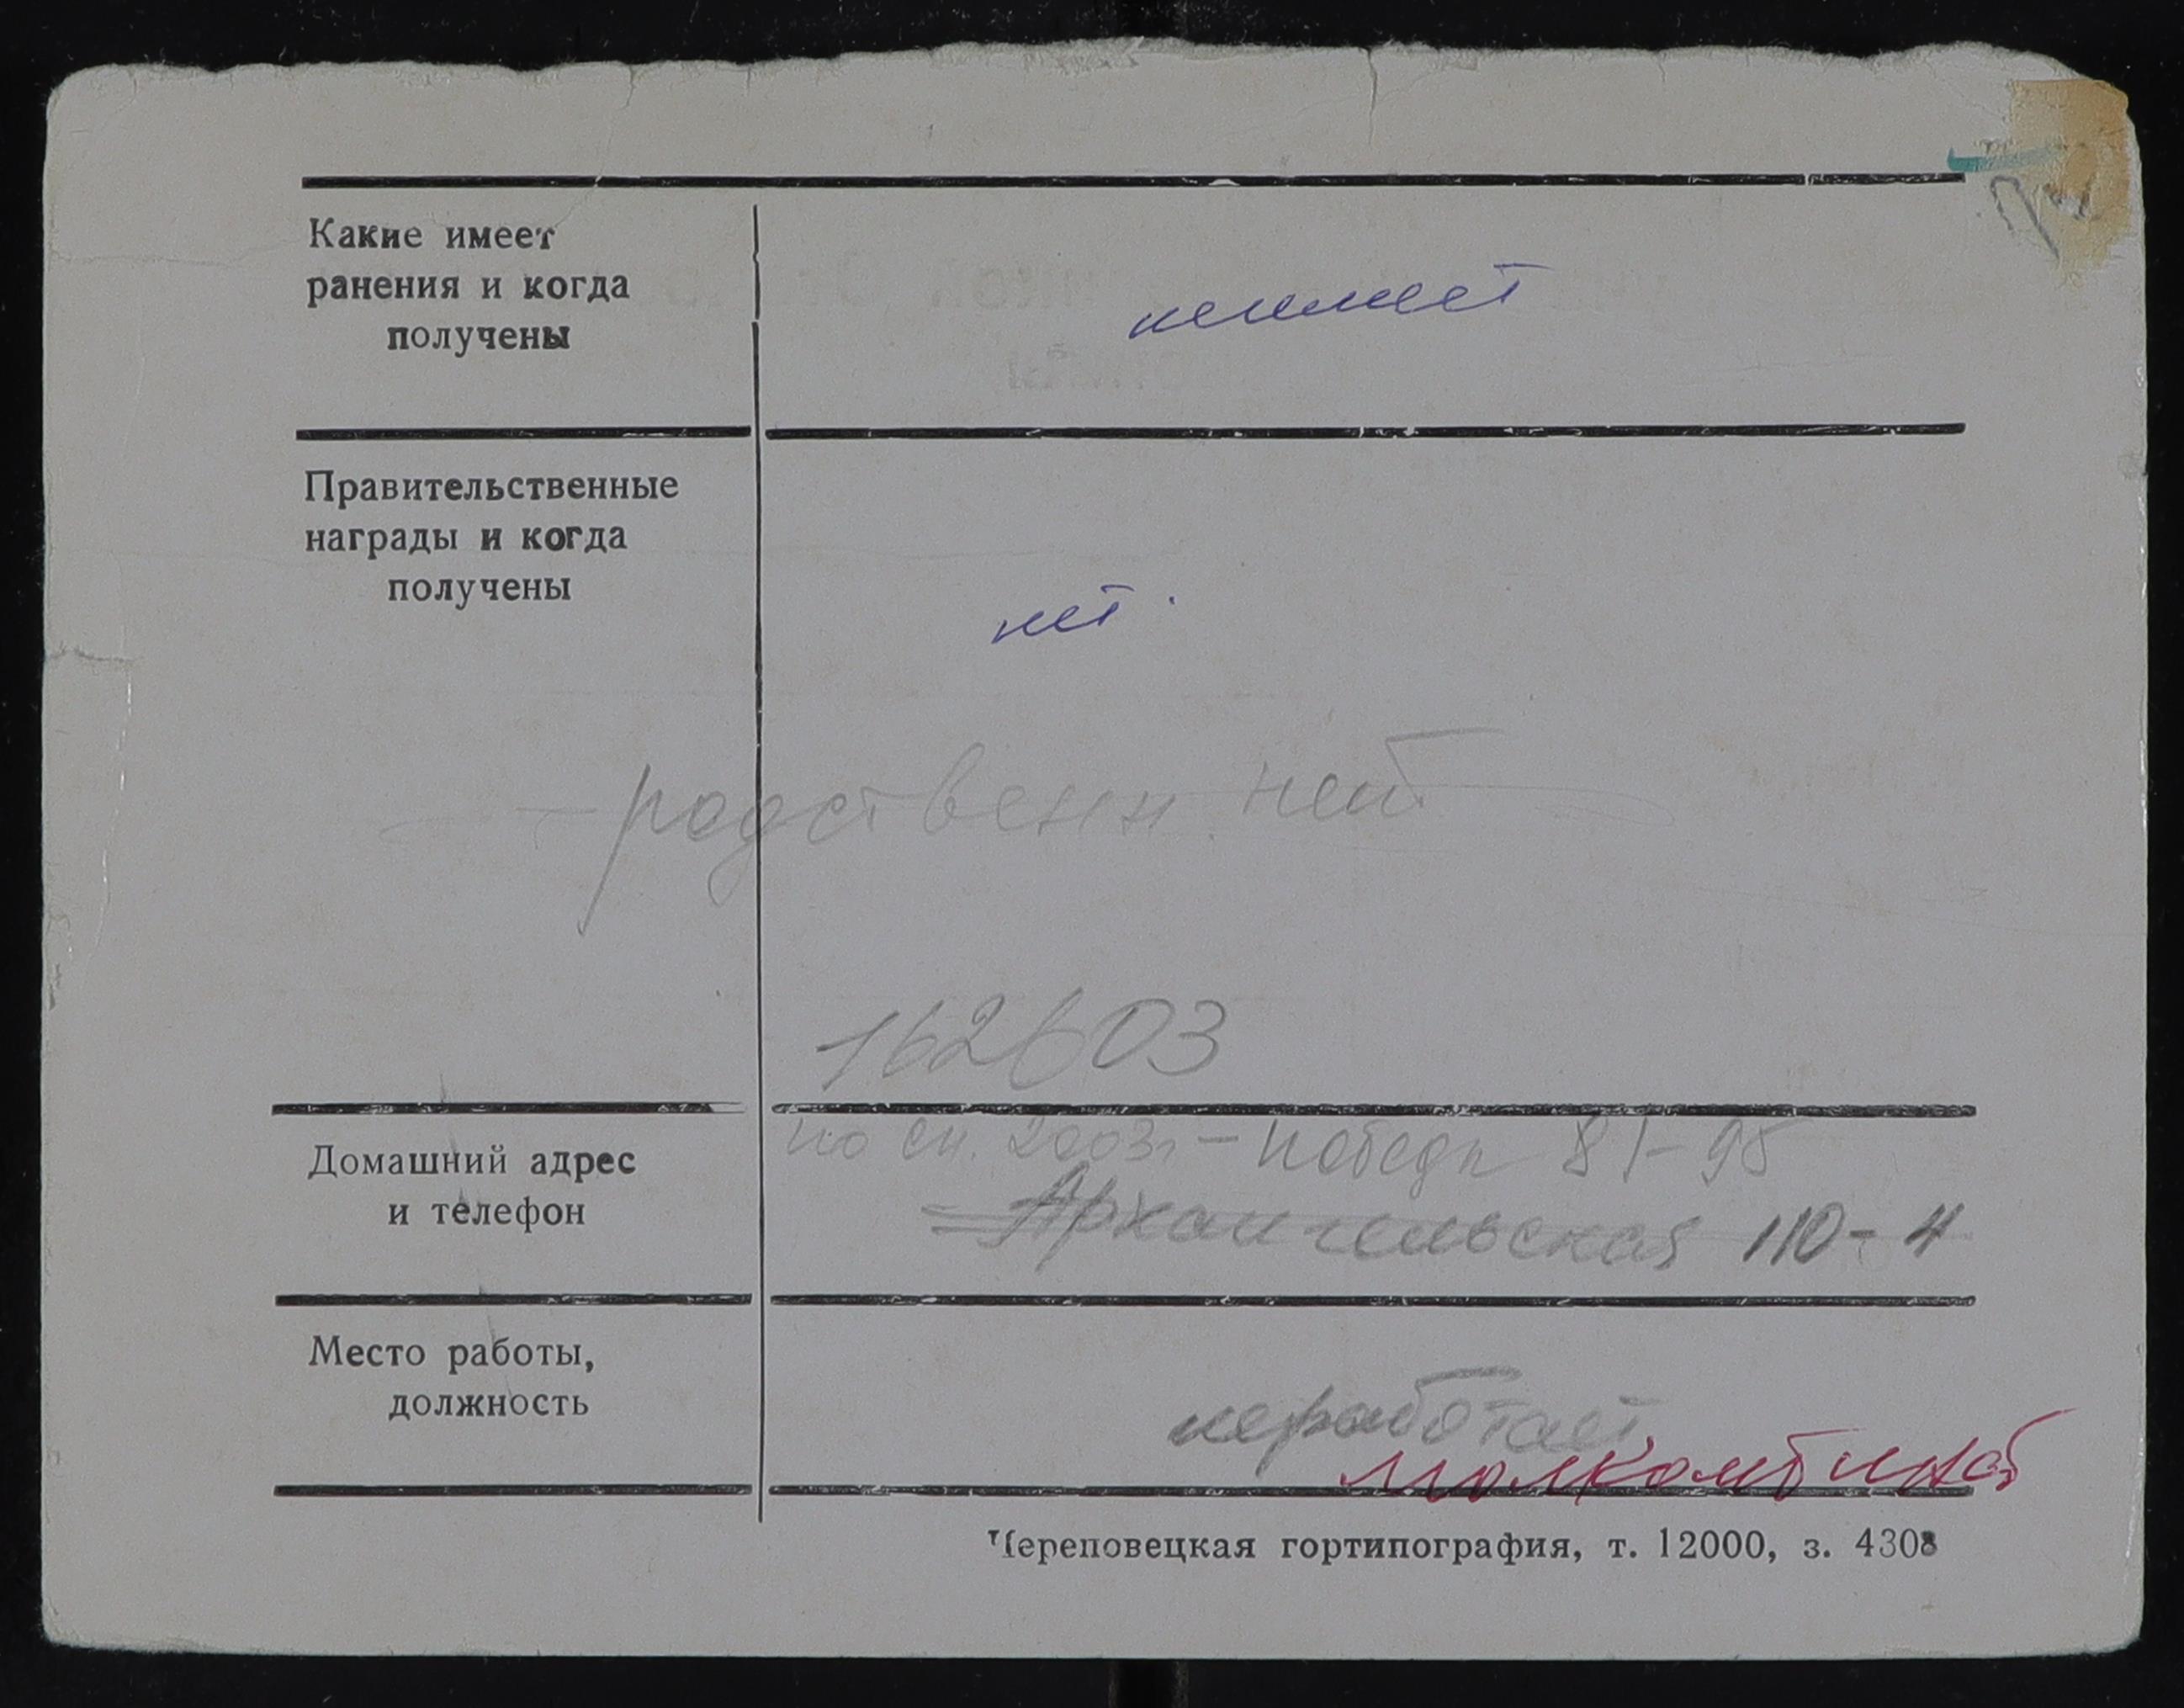 Какие имеет
ранения и когда
получены
неимеет
Правительственные
награды и когда
получены
нет.
родственн. нет
162603
Домашний адрес
и телефон
по сп. 2003г – Победы 81-95
Архангельская 110-4
Место работы,
должность
неработает
молкомбинат
Череповецкая гортипография, т. 12000, з. 4308